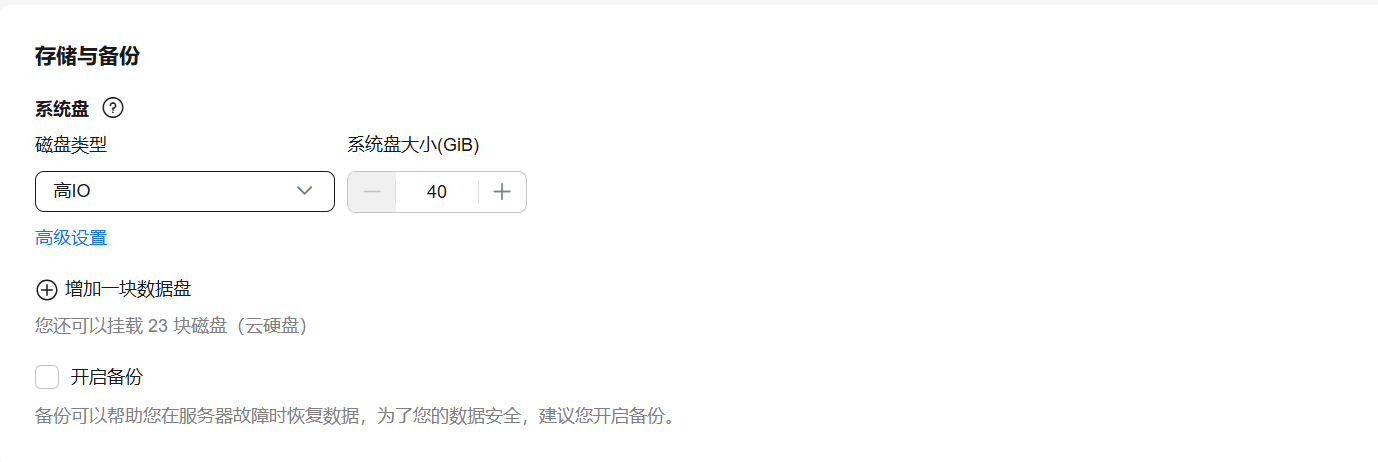 存储与备份
系统盘 ?
磁盘类型 系统盘大小(GiB)
高IO 40
高级设置
增加一块数据盘
您还可以挂载 23 块磁盘（云硬盘）
开启备份
备份可以帮助您在服务器故障时恢复数据，为了您的数据安全，建议您开启备份。